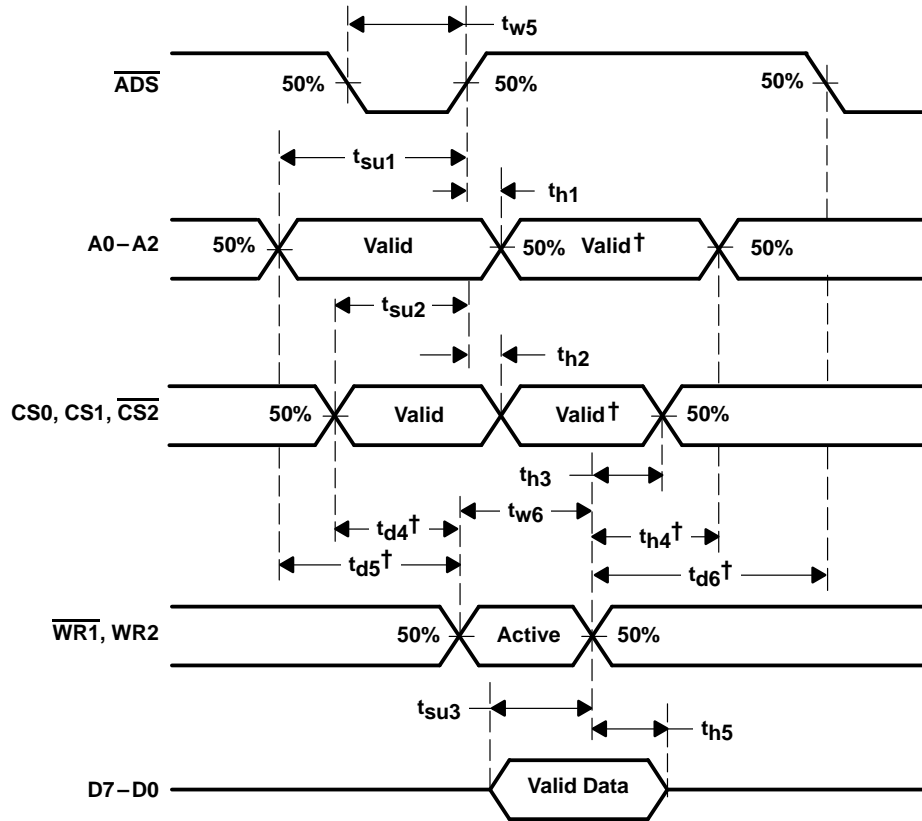 tw5
ADS
50%
50%
50%
tsu1
th1
A0–A2
50%
Valid
50%
Valid†
50%
tsu2
th2
CS0, CS1, CS2
50%
Valid
Valid†
50%
th3
tw6
td4†
th4†
td5†
td6†
WR1, WR2
50%
Active
50%
tsu3
th5
D7–D0
Valid Data